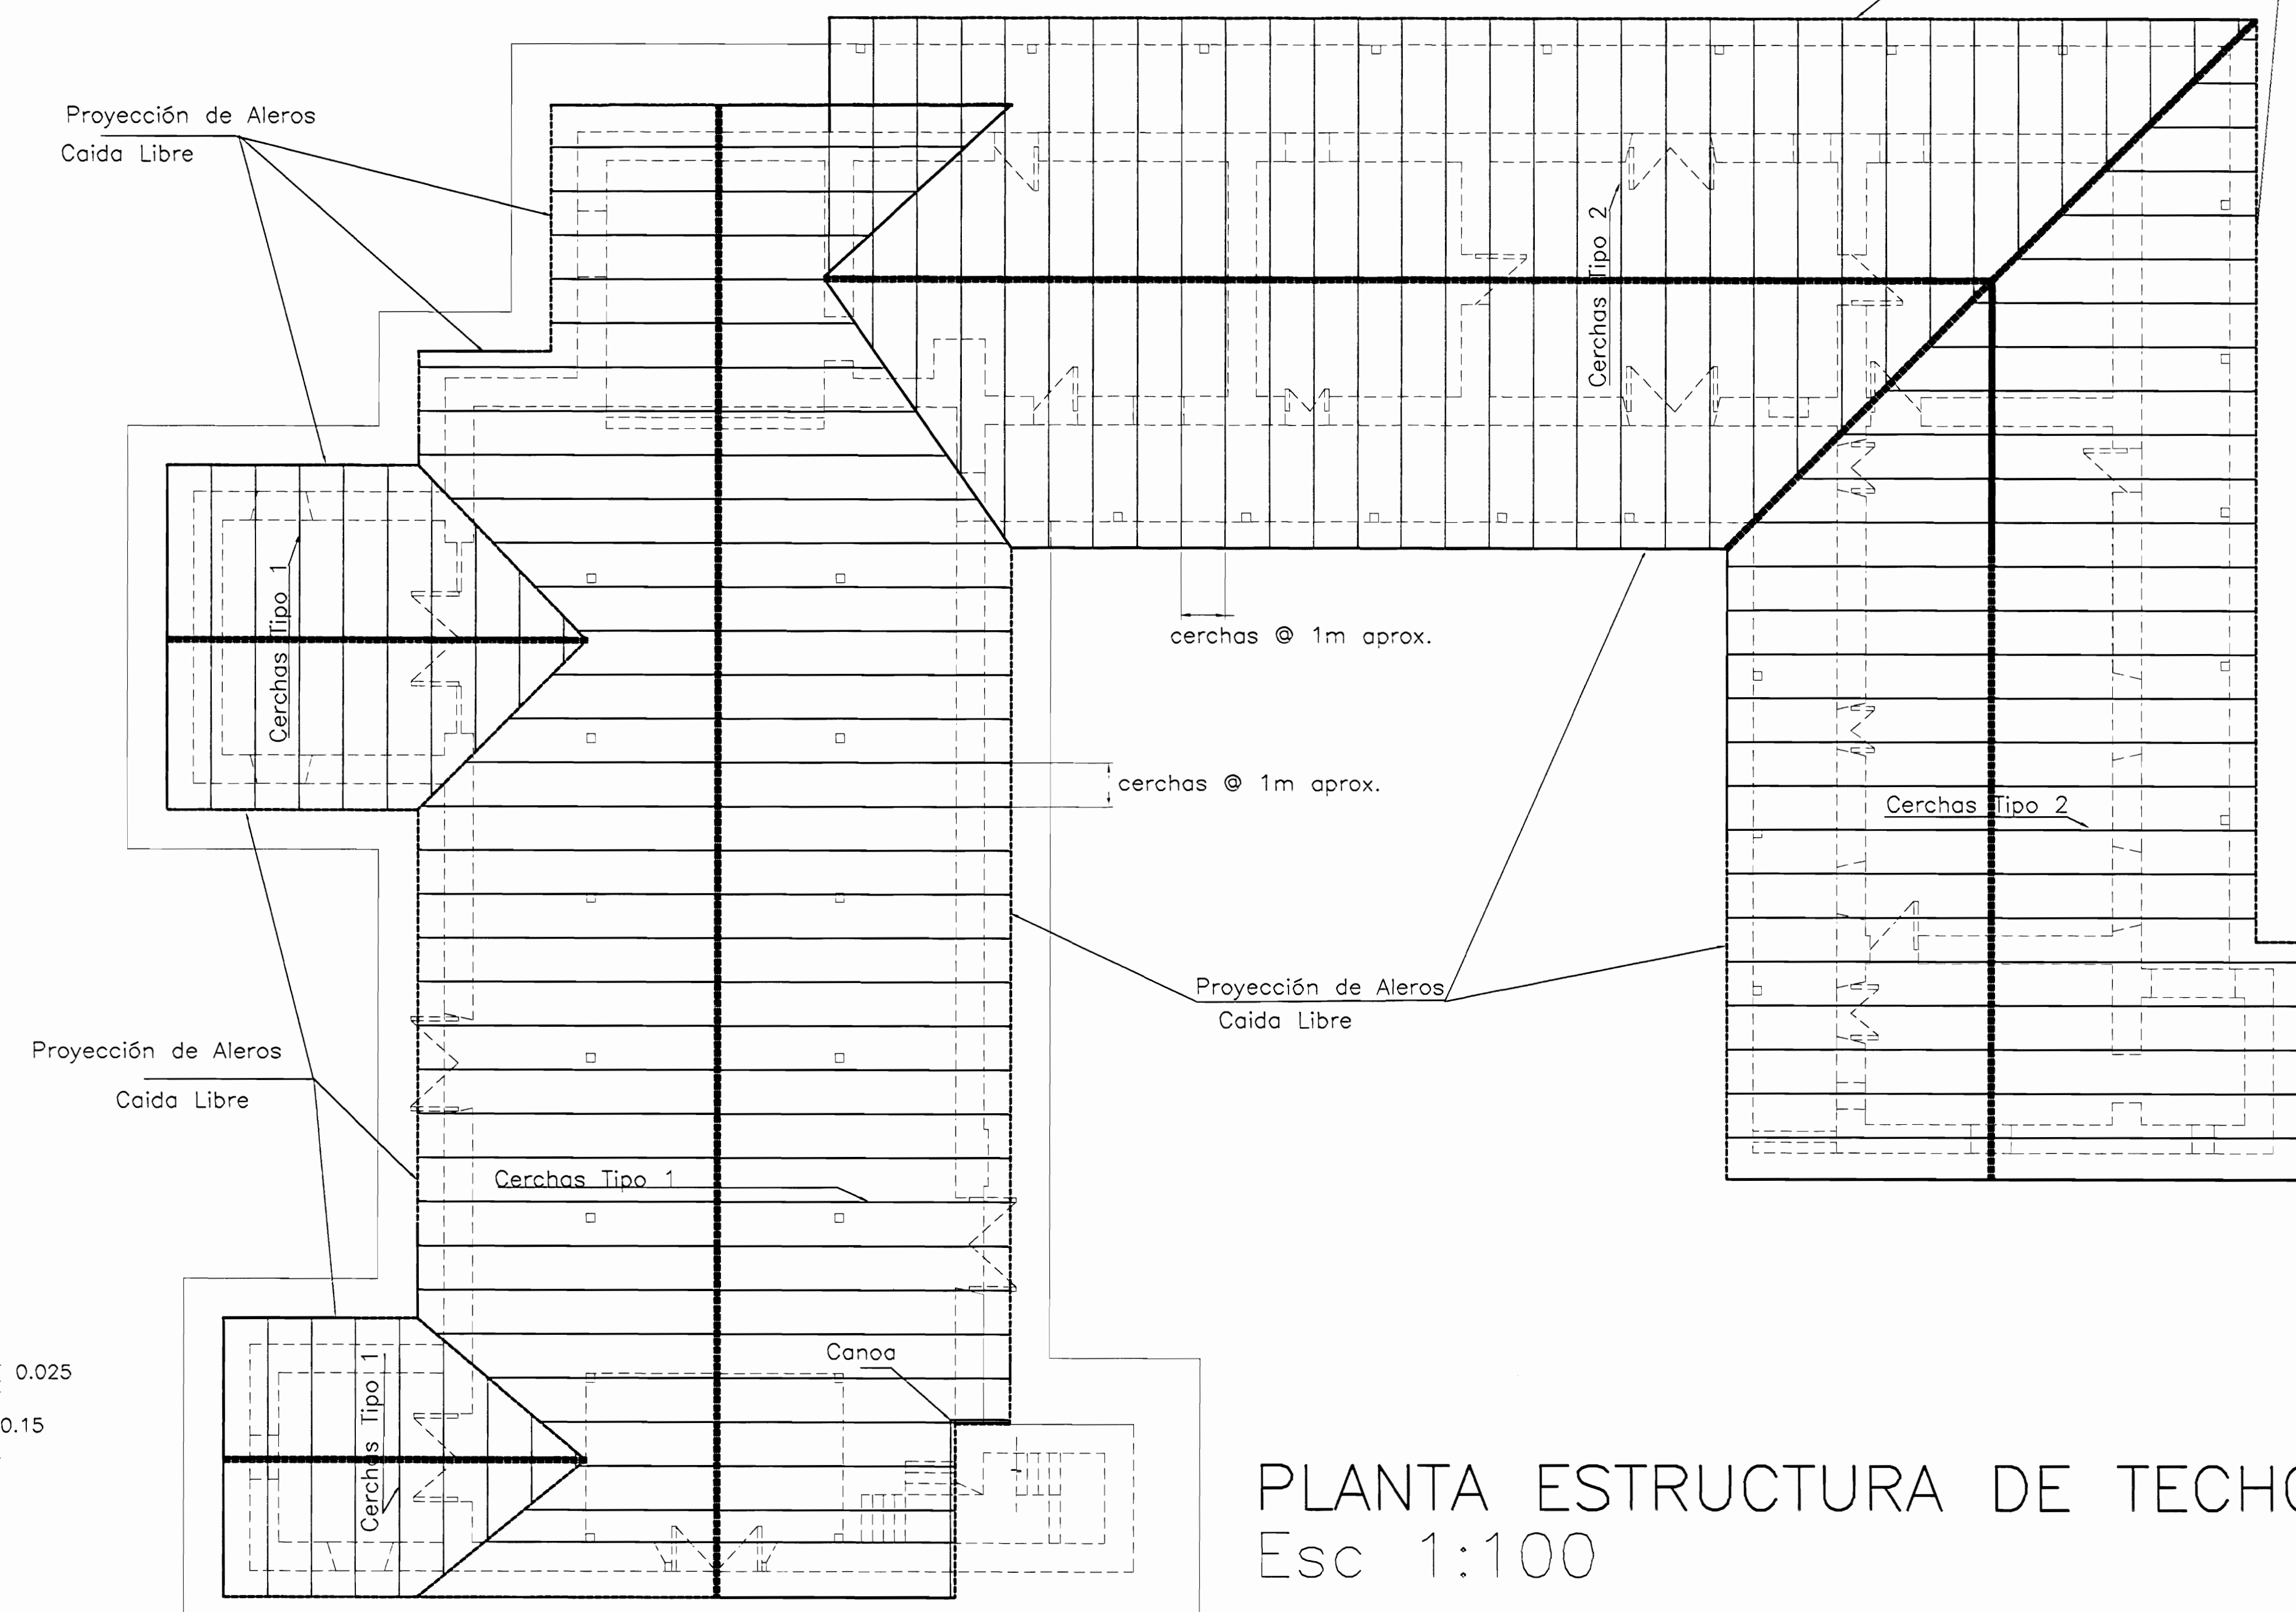 Proyección de Aleros
Caida Libre
Cerchas Tipo 2
Cerchas Tipo 1
cerchas @ 1m aprox.
cerchas @ 1m aprox.
Cerchas Tipo 2
Proyección de Aleros
Caida Libre
Proyección de Aleros
Caida Libre
Cerchas Tipo 1
Canoa
Cerchas Tipo 1
0.025
0.15
PLANTA ESTRUCTURA DE TECHO
Esc 1:100